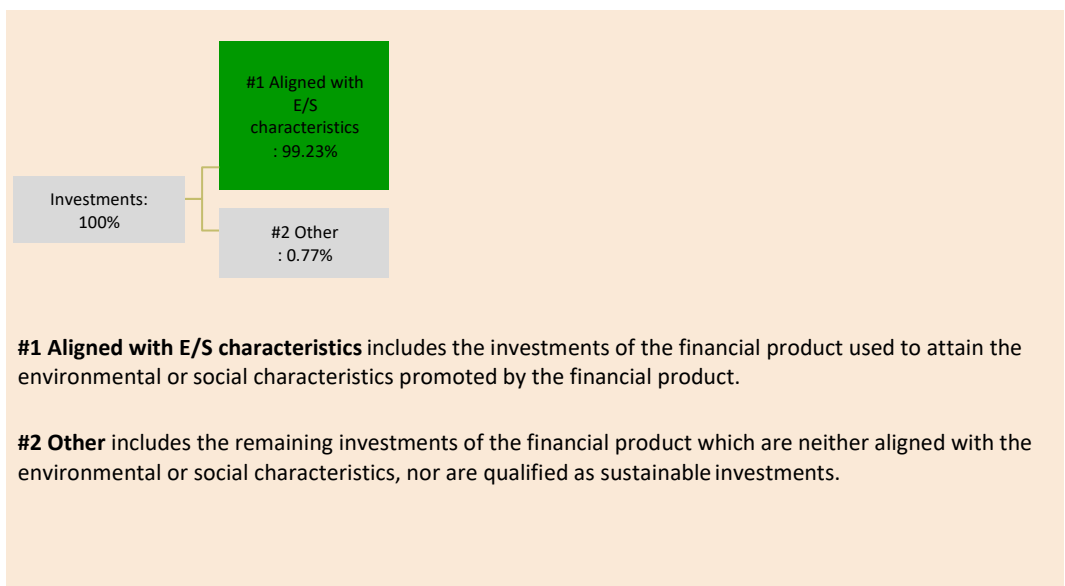 #1 Aligned with
E/S
characteristics
: 99.23%
Investments:
100%
#2 Other
: 0.77%
#1 Aligned with E/S characteristics includes the investments of the financial product used to attain the
environmental or social characteristics promoted by the financial product.
#2 Other includes the remaining investments of the financial product which are neither aligned with the
environmental or social characteristics, nor are qualified as sustainable investments.